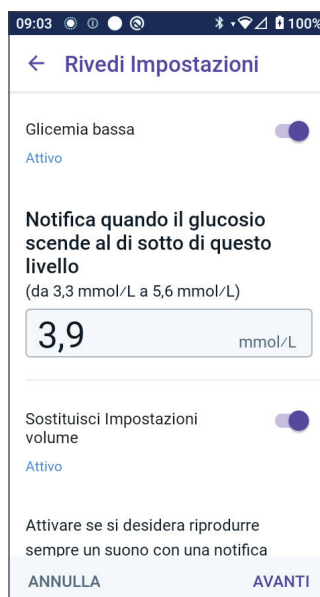 09:03
100%
Rivedi Impostazioni
Glicemia bassa
Attivo
Notifica quando il glucosio
scende al di sotto di questo
livello
(da 3,3 mmol/L a 5,6 mmol/L)
3,9 mmol/L
Sostituisci Impostazioni
volume
Attivo
Attivare se si desidera riprodurre
sempre un suono con una notifica
ANNULLA AVANTI